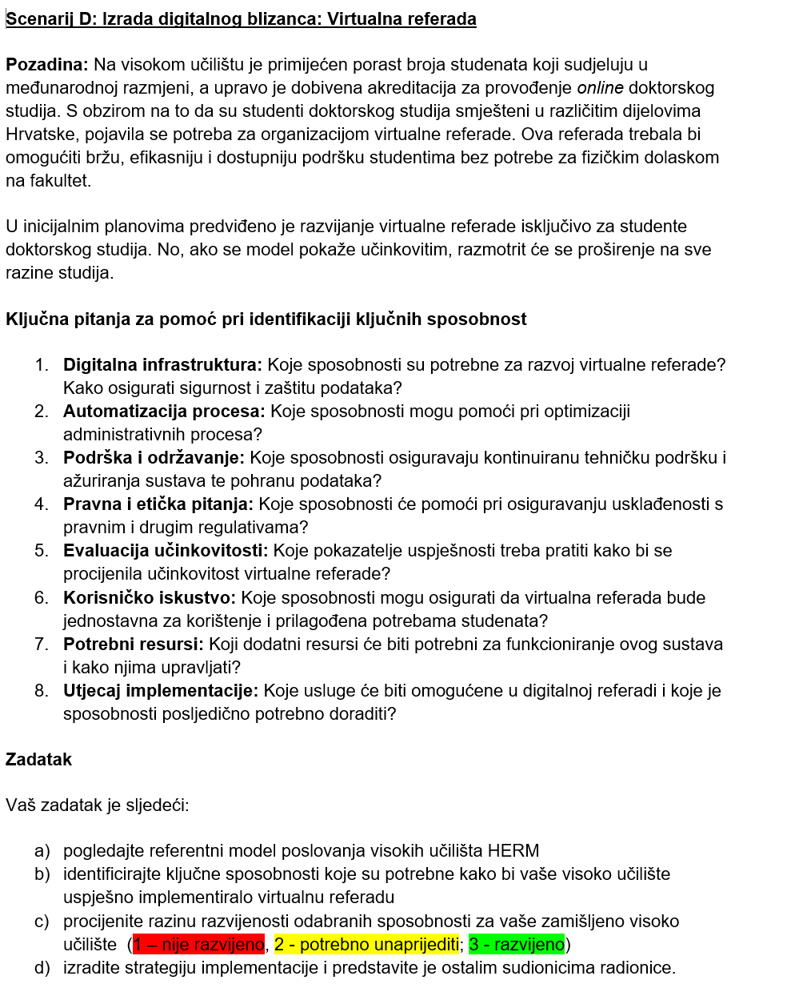 Scenarij D: Izrada digitalnog blizanca: Virtualna referada
Pozadina: Na visokom učilištu je primijećen porast broja studenata koji sudjeluju u
međunarodnoj razmjeni, a upravo je dobivena akreditacija za provođenje online doktorskog
studija. S obzirom na to da su studenti doktorskog studija smješteni u različitim dijelovima
Hrvatske, pojavila se potreba za organizacijom virtualne referade. Ova referada trebala bi
omogućiti bržu, efikasniju i dostupniju podršku studentima bez potrebe za fizičkim dolaskom
na fakultet.
U inicijalnim planovima predviđeno je razvijanje virtualne referade isključivo za studente
doktorskog studija. No, ako se model pokaže učinkovitim, razmotrit će se proširenje na sve
razine studija.
Ključna pitanja za pomoć pri identifikaciji ključnih sposobnost
1. Digitalna infrastruktura: Koje sposobnosti su potrebne za razvoj virtualne referade?
Kako osigurati sigurnost i zaštitu podataka?
2. Automatizacija procesa: Koje sposobnosti mogu pomoći pri optimizaciji
administrativnih procesa?
3. Podrška i održavanje: Koje sposobnosti osiguravaju kontinuiranu tehničku podršku i
ažuriranja sustava te pohranu podataka?
4. Pravna i etička pitanja: Koje sposobnosti će pomoći pri osiguravanju usklađenosti s
pravnim i drugim regulativama?
5. Evaluacija učinkovitosti: Koje pokazatelje uspješnosti treba pratiti kako bi se
procijenila učinkovitost virtualne referade?
6. Korisničko iskustvo: Koje sposobnosti mogu osigurati da virtualna referada bude
jednostavna za korištenje i prilagođena potrebama studenata?
7. Potrebni resursi: Koji dodatni resursi će biti potrebni za funkcioniranje ovog sustava
i kako njima upravljati?
8. Utjecaj implementacije: Koje usluge će biti omogućene u digitalnoj referadi i koje je
sposobnosti posljedično potrebno doraditi?
Zadatak
Vaš zadatak je sljedeći:
a) pogledajte referentni model poslovanja visokih učilišta HERM
b) identificirajte ključne sposobnosti koje su potrebne kako bi vaše visoko učilište
uspješno implementiralo virtualnu referadu
c) procijenite razinu razvijenosti odabranih sposobnosti za vaše zamišljeno visoko
učilište (1 – nije razvijeno, 2 - potrebno unaprijediti; 3 - razvijeno)
d) izradite strategiju implementacije i predstavite je ostalim sudionicima radionice.